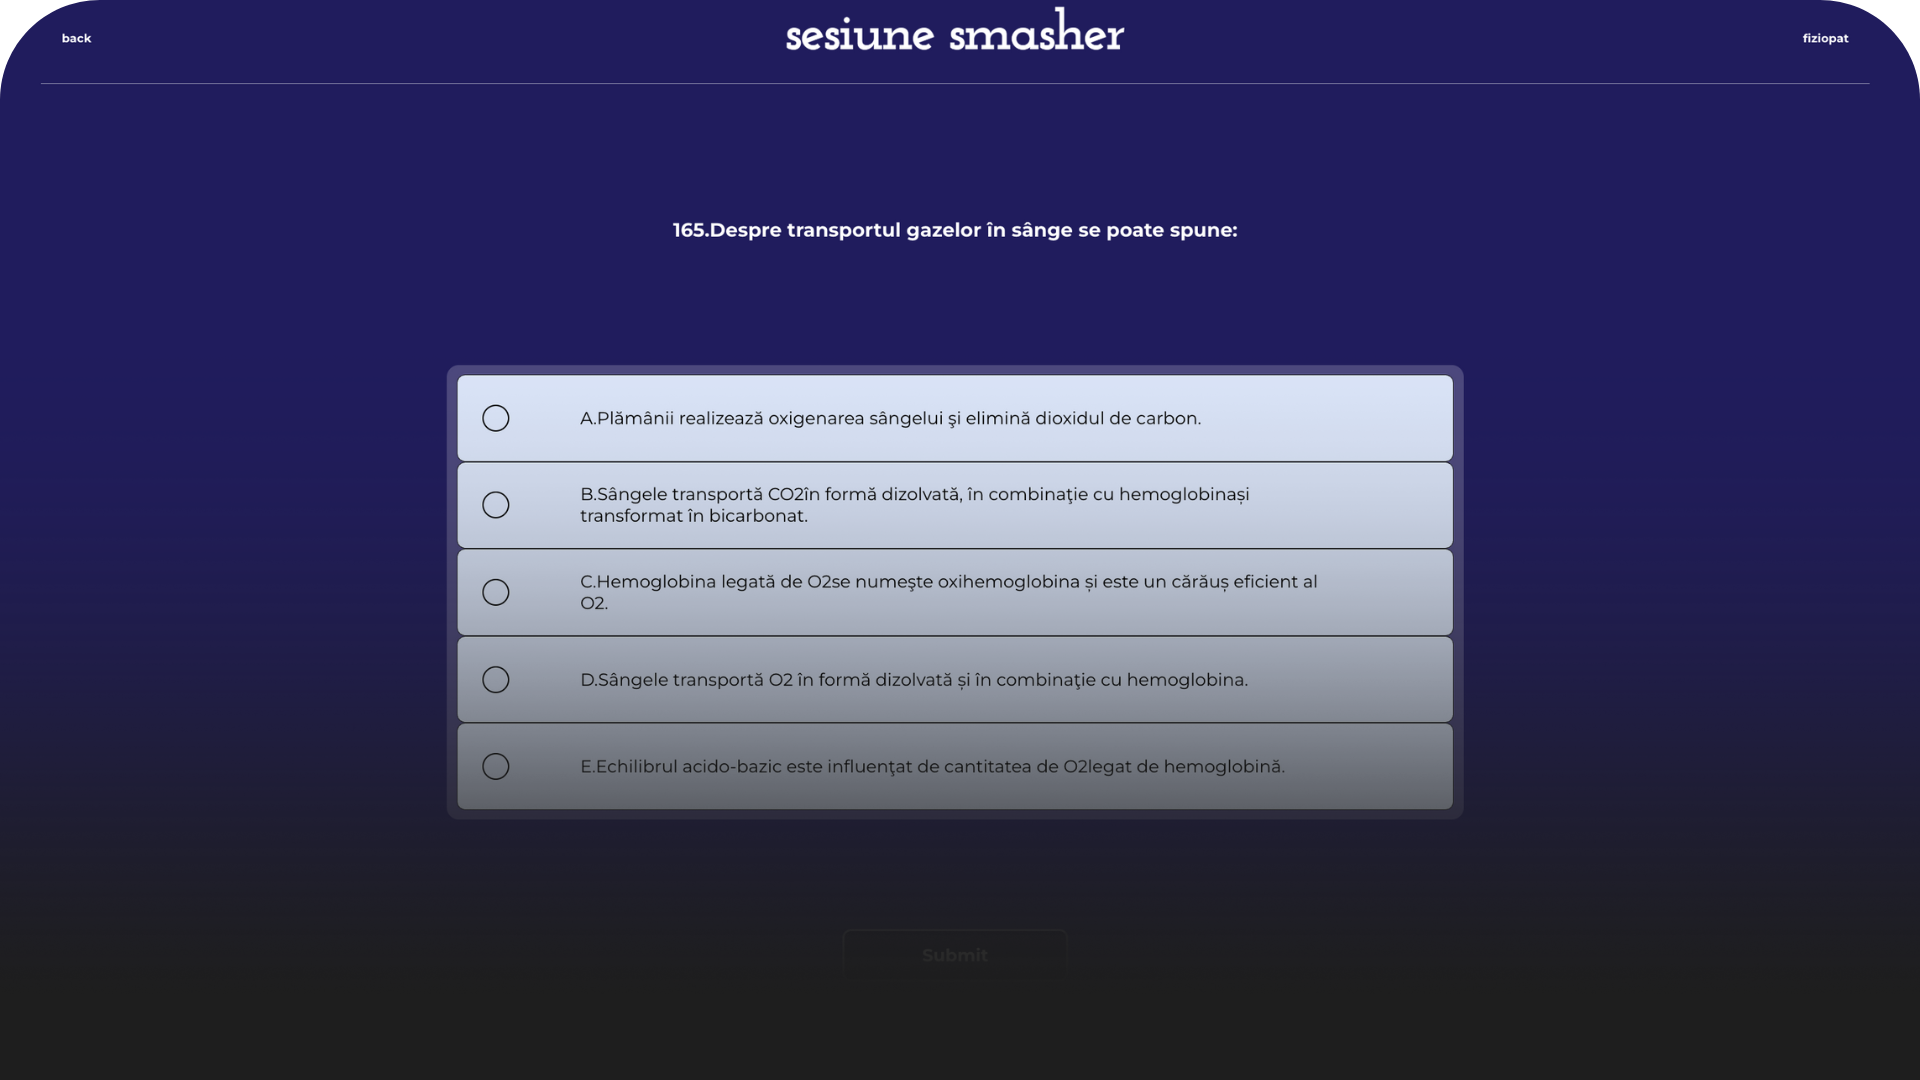 back
sesiune smasher
fiziopat
165.Despre transportul gazelor în sânge se poate spune:
A.Plămânii realizează oxigenarea sângelui şi elimină dioxidul de carbon.
B.Sângele transportă CO2în formă dizolvată, în combinaţie cu hemoglobinași
transformat în bicarbonat.
C.Hemoglobina legată de O2se numeşte oxihemoglobina și este un cărăuș eficient al
O2.
D.Sângele transportă O2 în formă dizolvată și în combinaţie cu hemoglobina.
E.Echilibrul acido-bazic este influenţat de cantitatea de O2legat de hemoglobină.
Submit